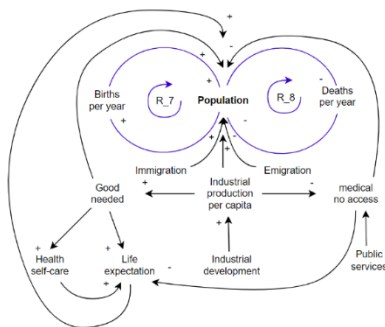 +
-
+
-
+
-
Births
per year
R_7
Population
R_8
Deaths
per year
+
+
-
+
-
Immigration
Emigration
+
Good
needed
+
Industrial
production
per capita
-
medical
no access
+
+
+
Health
self-care
Life
expectation
+
-
Industrial
development
Public
services